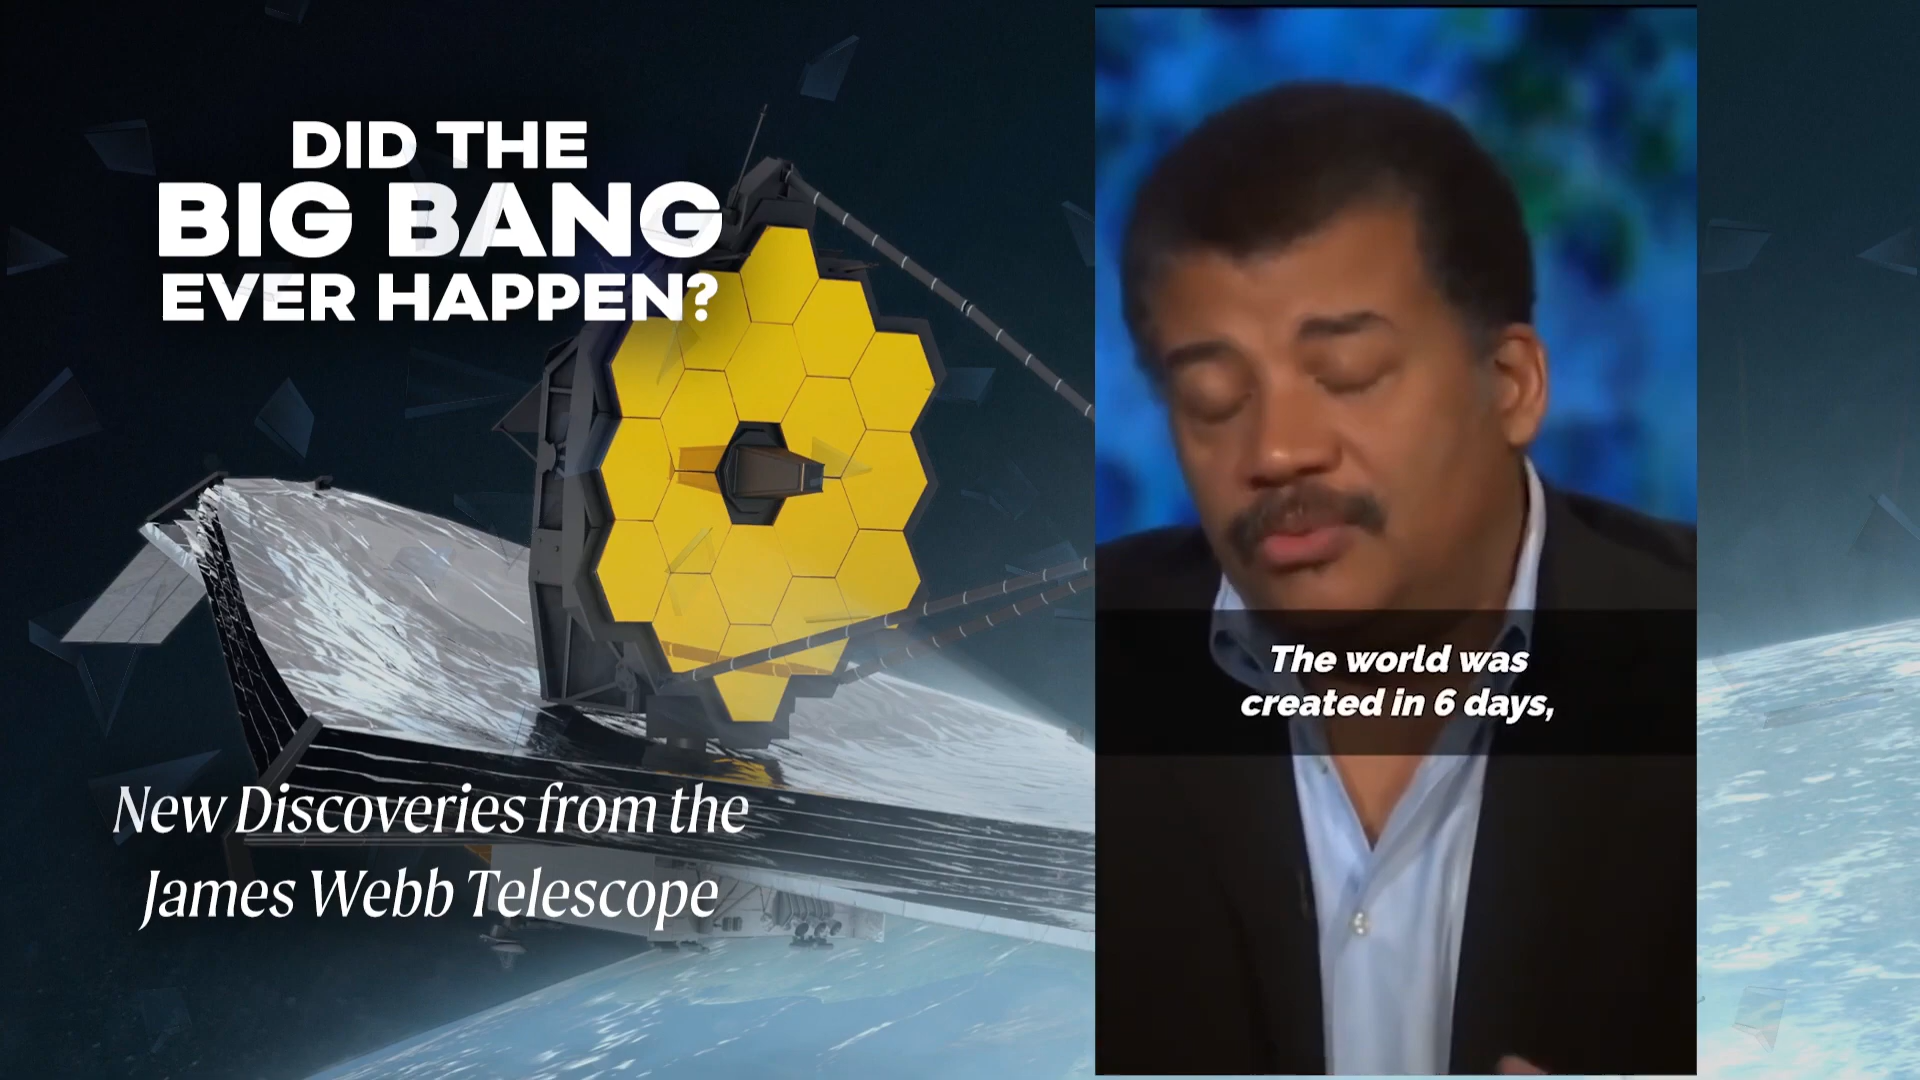 DID THE
BIG BANG
EVER HAPPEN?
New Discoveries from the
James Webb Telescope
The world was
created in 6 days,